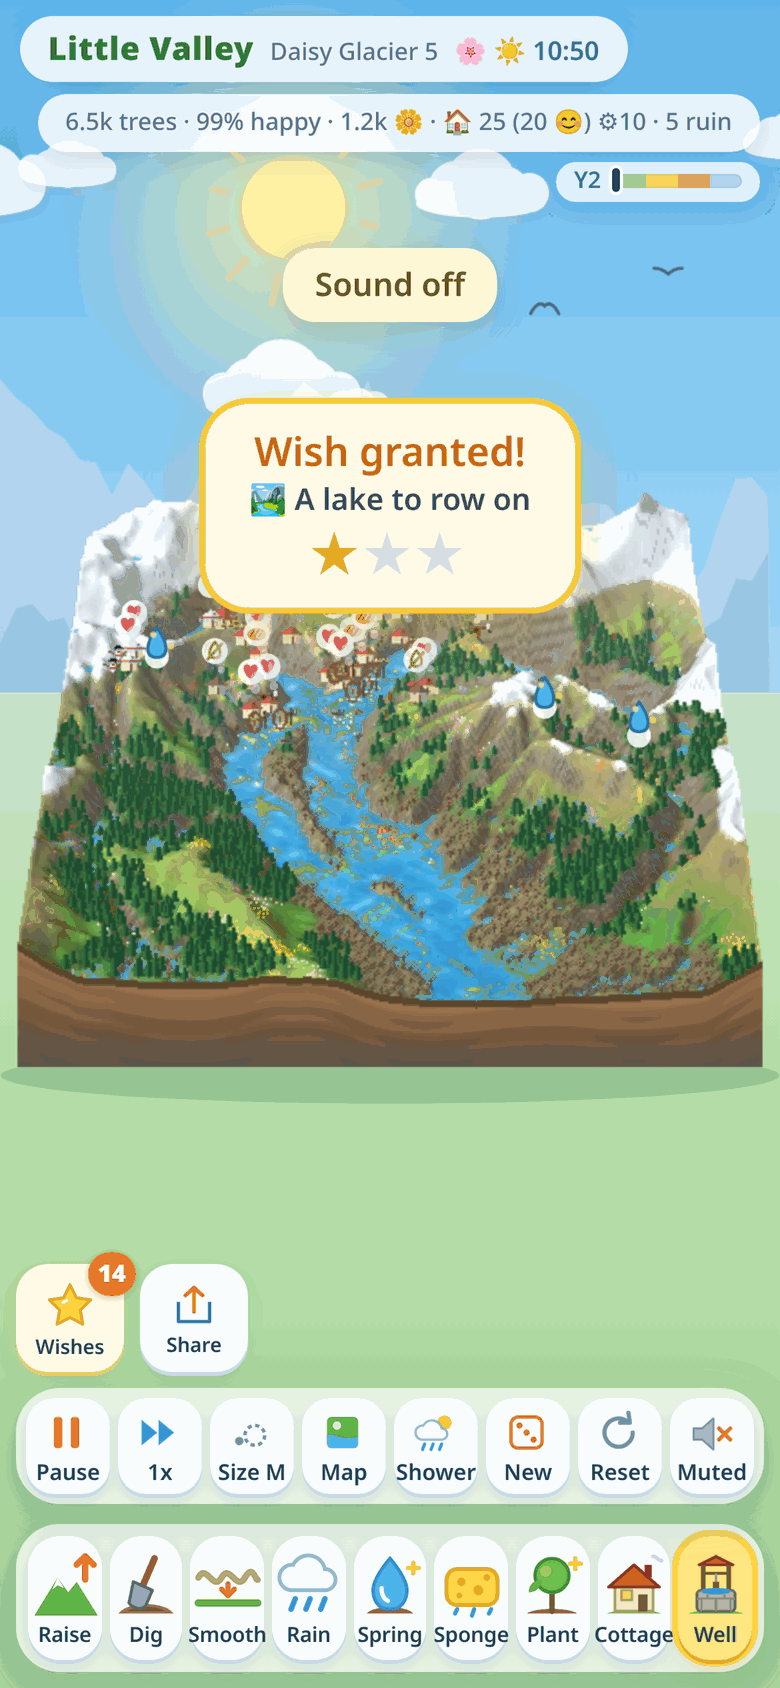 Little Valley Daisy Glacier 5 🌸 ☀️ 10:50
6.5k trees · 99% happy · 1.2k 🌼 · 🏠 25 (20 😊) ⚙10 · 5 ruin
Y2
Sound off
Wish granted!
🏞️ A lake to row on
14
Wishes
Share
Pause
1x
Size M
Map
Shower
New
Reset
Muted
Raise
Dig
Smooth
Rain
Spring
Sponge
Plant
Cottage
Well